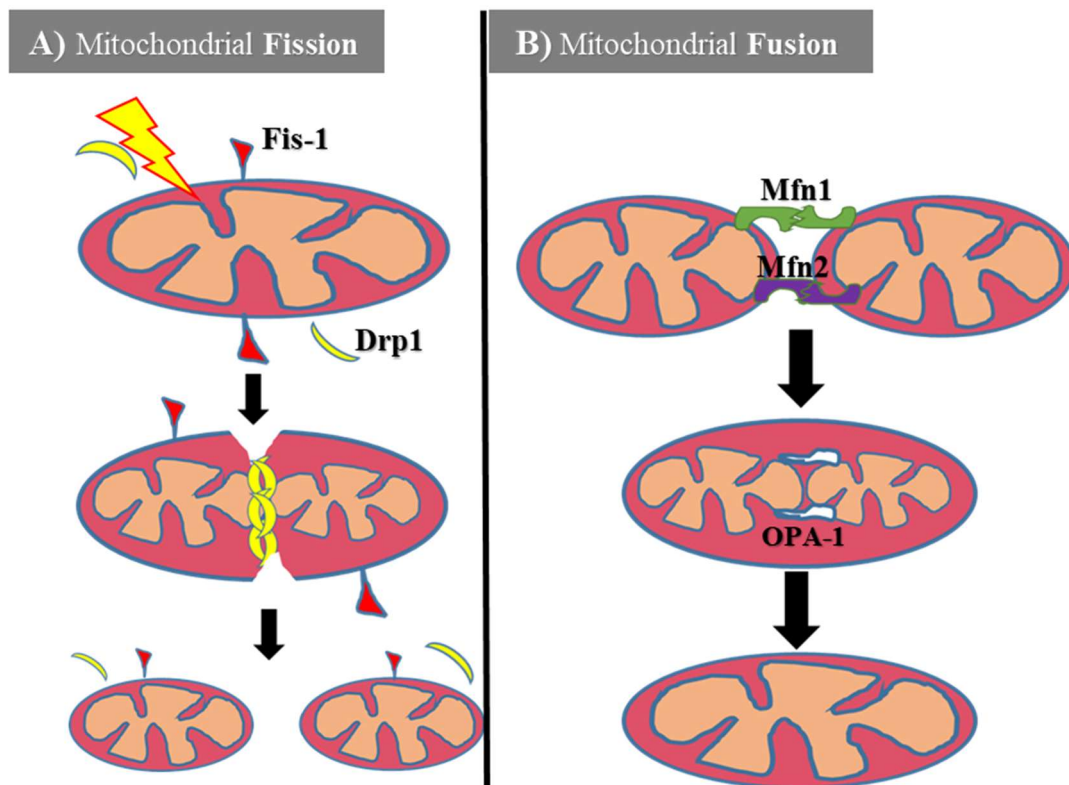 A) Mitochondrial Fission
Fis-1
Drp1
B) Mitochondrial Fusion
Mfn1
Mfn2
OPA-1